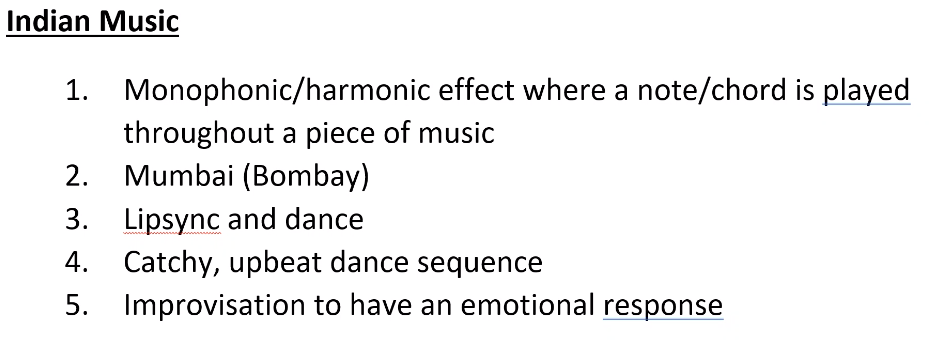 Indian Music
1. Monophonic/harmonic effect where a note/chord is played
throughout a piece of music
2. Mumbai (Bombay)
3. Lipsync and dance
4. Catchy, upbeat dance sequence
5. Improvisation to have an emotional response